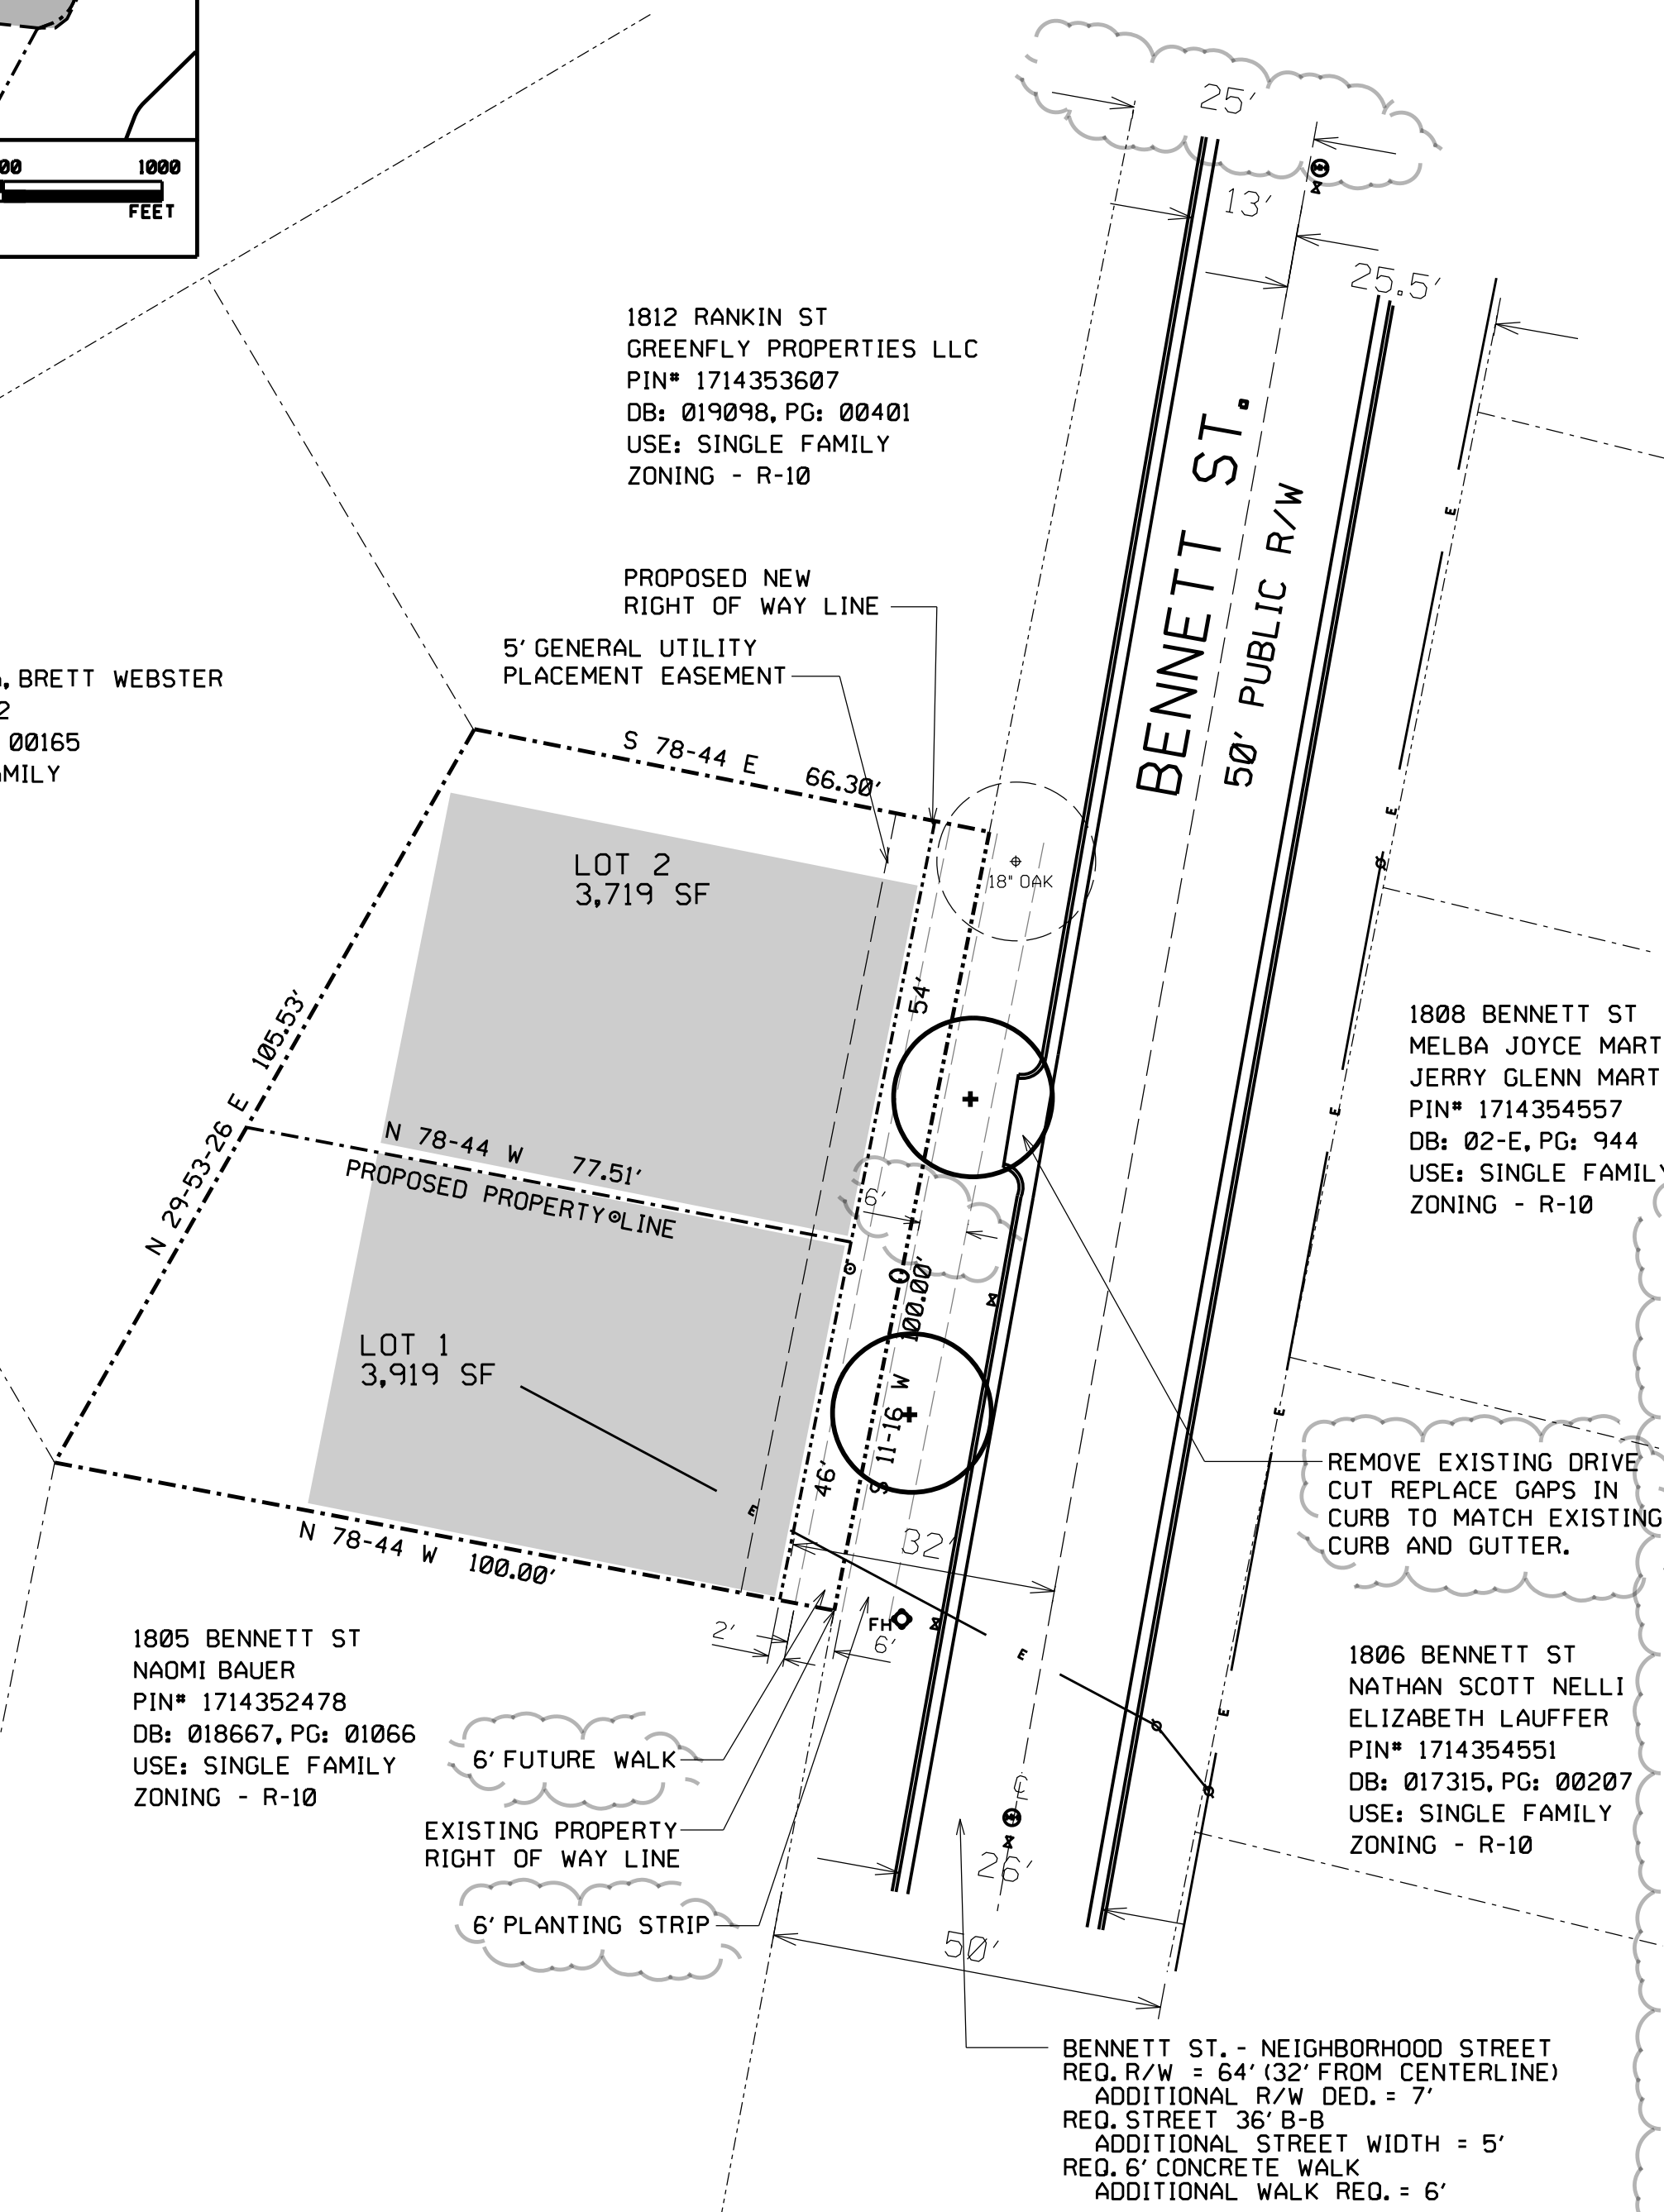 1000
FEET
25'
13'
25.5'
1812 RANKIN ST
GREENFLY PROPERTIES LLC
PIN# 1714353607
DB: 019098, PG: 00401
USE: SINGLE FAMILY
ZONING - R-10
BENNETT ST.
50' PUBLIC R/W
PROPOSED NEW
RIGHT OF WAY LINE
5' GENERAL UTILITY
PLACEMENT EASEMENT
, BRETT WEBSTER
2
00165
AMILY
S 78-44 E 66.30'
LOT 2
3,719 SF
18" OAK
54'
N 29-53-26 E 105.53'
N 78-44 W 77.51'
PROPOSED PROPERTY LINE
6'
LOT 1
3,919 SF
S 11-16 W 100.00'
46'
E
E
E
E
E
E
E
1808 BENNETT ST
MELBA JOYCE MART
JERRY GLENN MART
PIN# 1714354557
DB: 02-E, PG: 944
USE: SINGLE FAMILY
ZONING - R-10
REMOVE EXISTING DRIVE
CUT REPLACE GAPS IN
CURB TO MATCH EXISTING
CURB AND GUTTER.
N 78-44 W 100.00'
32'
FH
2'
6'
1805 BENNETT ST
NAOMI BAUER
PIN# 1714352478
DB: 018667, PG: 01066
USE: SINGLE FAMILY
ZONING - R-10
6' FUTURE WALK
EXISTING PROPERTY
RIGHT OF WAY LINE
6' PLANTING STRIP
1806 BENNETT ST
NATHAN SCOTT NELLI
ELIZABETH LAUFFER
PIN# 1714354551
DB: 017315, PG: 00207
USE: SINGLE FAMILY
ZONING - R-10
℄
26'
50'
BENNETT ST. - NEIGHBORHOOD STREET
REQ. R/W = 64' (32' FROM CENTERLINE)
ADDITIONAL R/W DED. = 7'
REQ. STREET 36' B-B
ADDITIONAL STREET WIDTH = 5'
REQ. 6' CONCRETE WALK
ADDITIONAL WALK REQ. = 6'